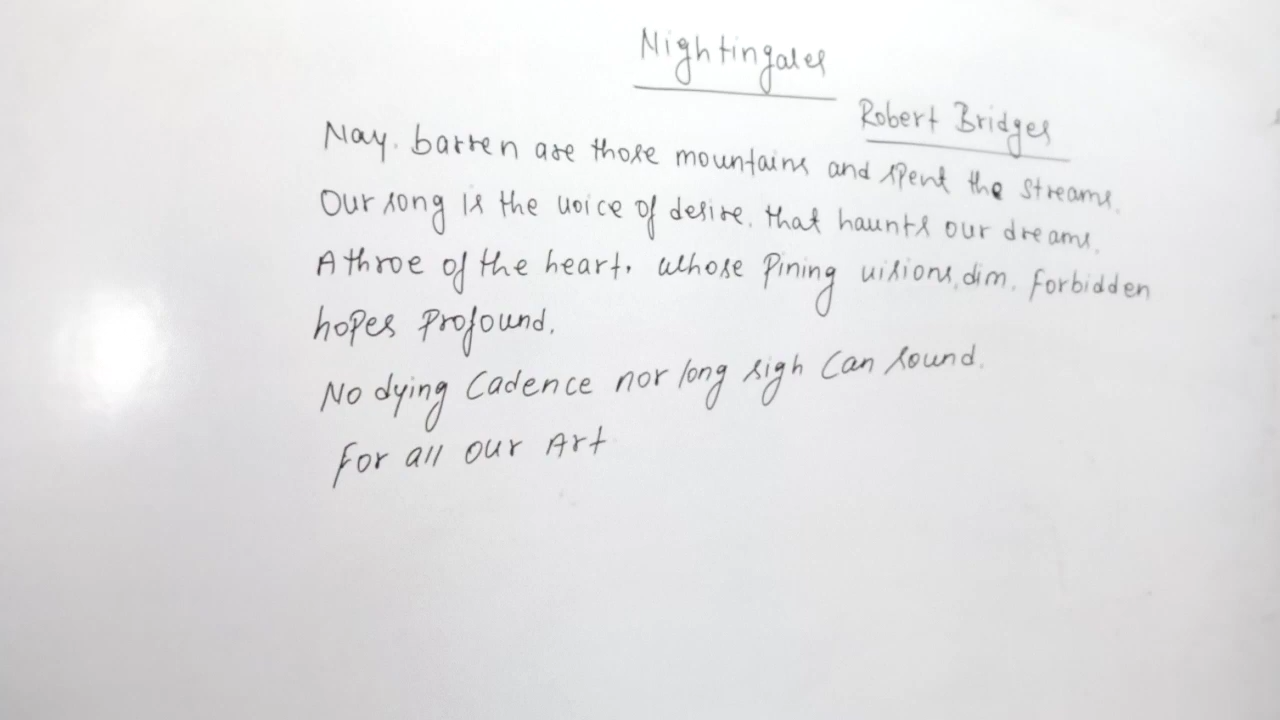 Nightingales
Robert Bridges
Nay. barren are those mountains and spent the streams.
Our song is the voice of desire. that haunts our dreams.
A throe of the heart. whose Pining visions, dim. forbidden
hopes Profound.
No dying Cadence nor long sigh Can sound.
for all our Art